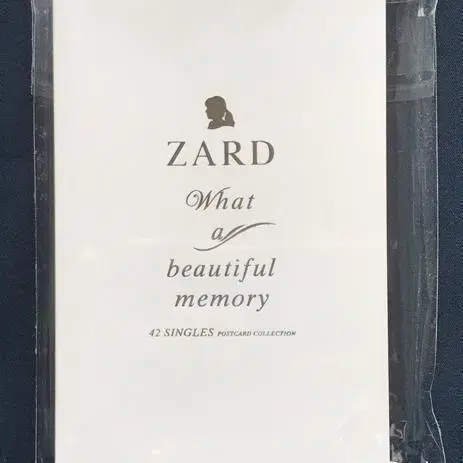 ZARD
What
a
beautiful
memory
42 SINGLES POSTCARD COLLECTION